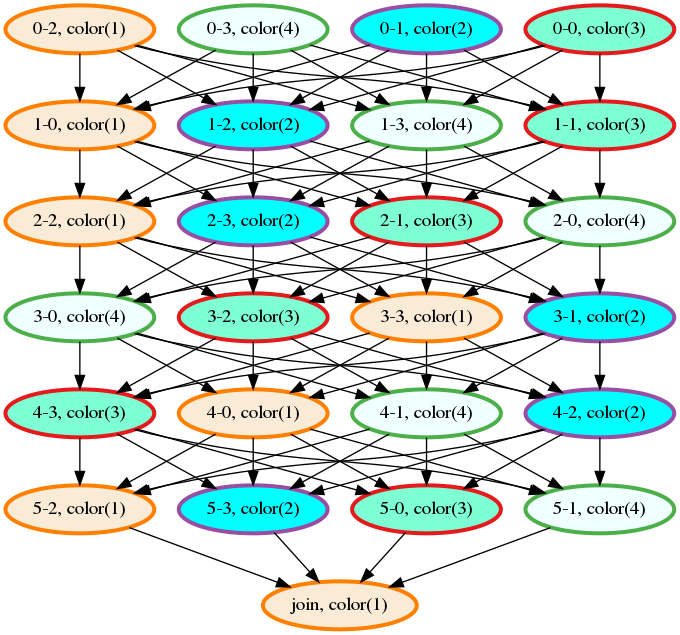 0-2, color(1)
0-3, color(4)
0-1, color(2)
0-0, color(3)
1-0, color(1)
1-2, color(2)
1-3, color(4)
1-1, color(3)
2-2, color(1)
2-3, color(2)
2-1, color(3)
2-0, color(4)
3-0, color(4)
3-2, color(3)
3-3, color(1)
3-1, color(2)
4-3, color(3)
4-0, color(1)
4-1, color(4)
4-2, color(2)
5-2, color(1)
5-3, color(2)
5-0, color(3)
5-1, color(4)
join, color(1)